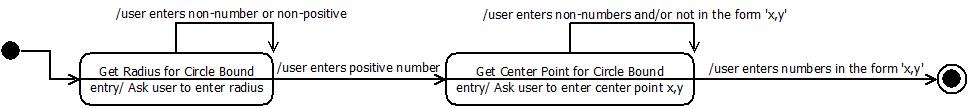 /user enters non-number or non-positive
/user enters non-numbers and/or not in the form 'x,y'
Get Radius for Circle Bound
entry/ Ask user to enter radius
/user enters positive number
Get Center Point for Circle Bound
entry/ Ask user to enter center point x,y
/user enters numbers in the form 'x,y'